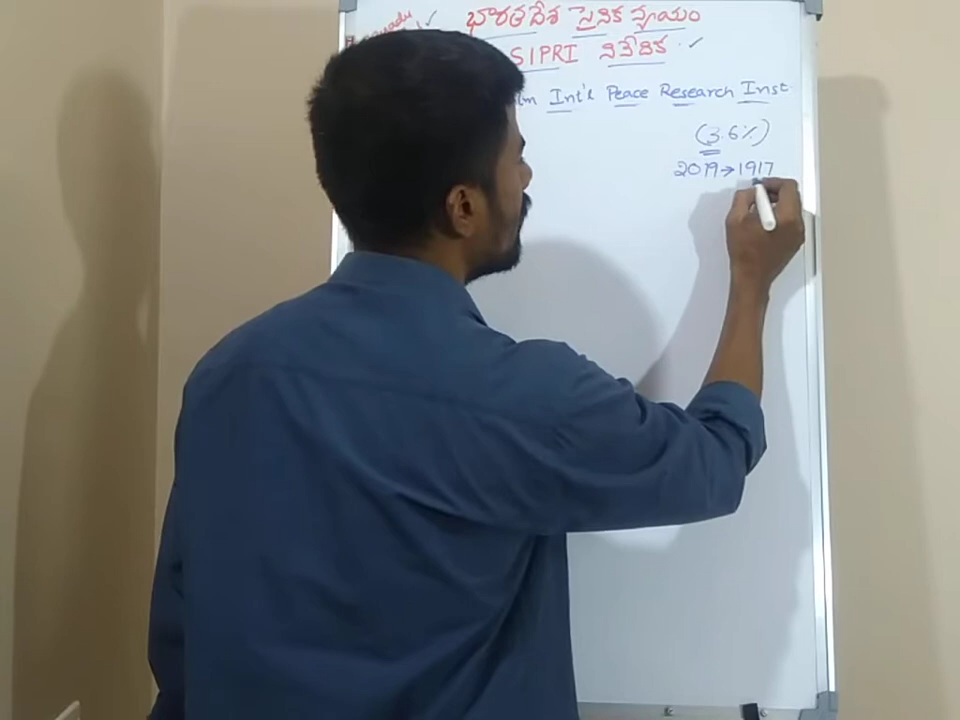 భారతదేశ సైనిక వ్యయం
SIPRI నివేదిక
Int'l Peace Research Inst
(3.6%)
2019→1917